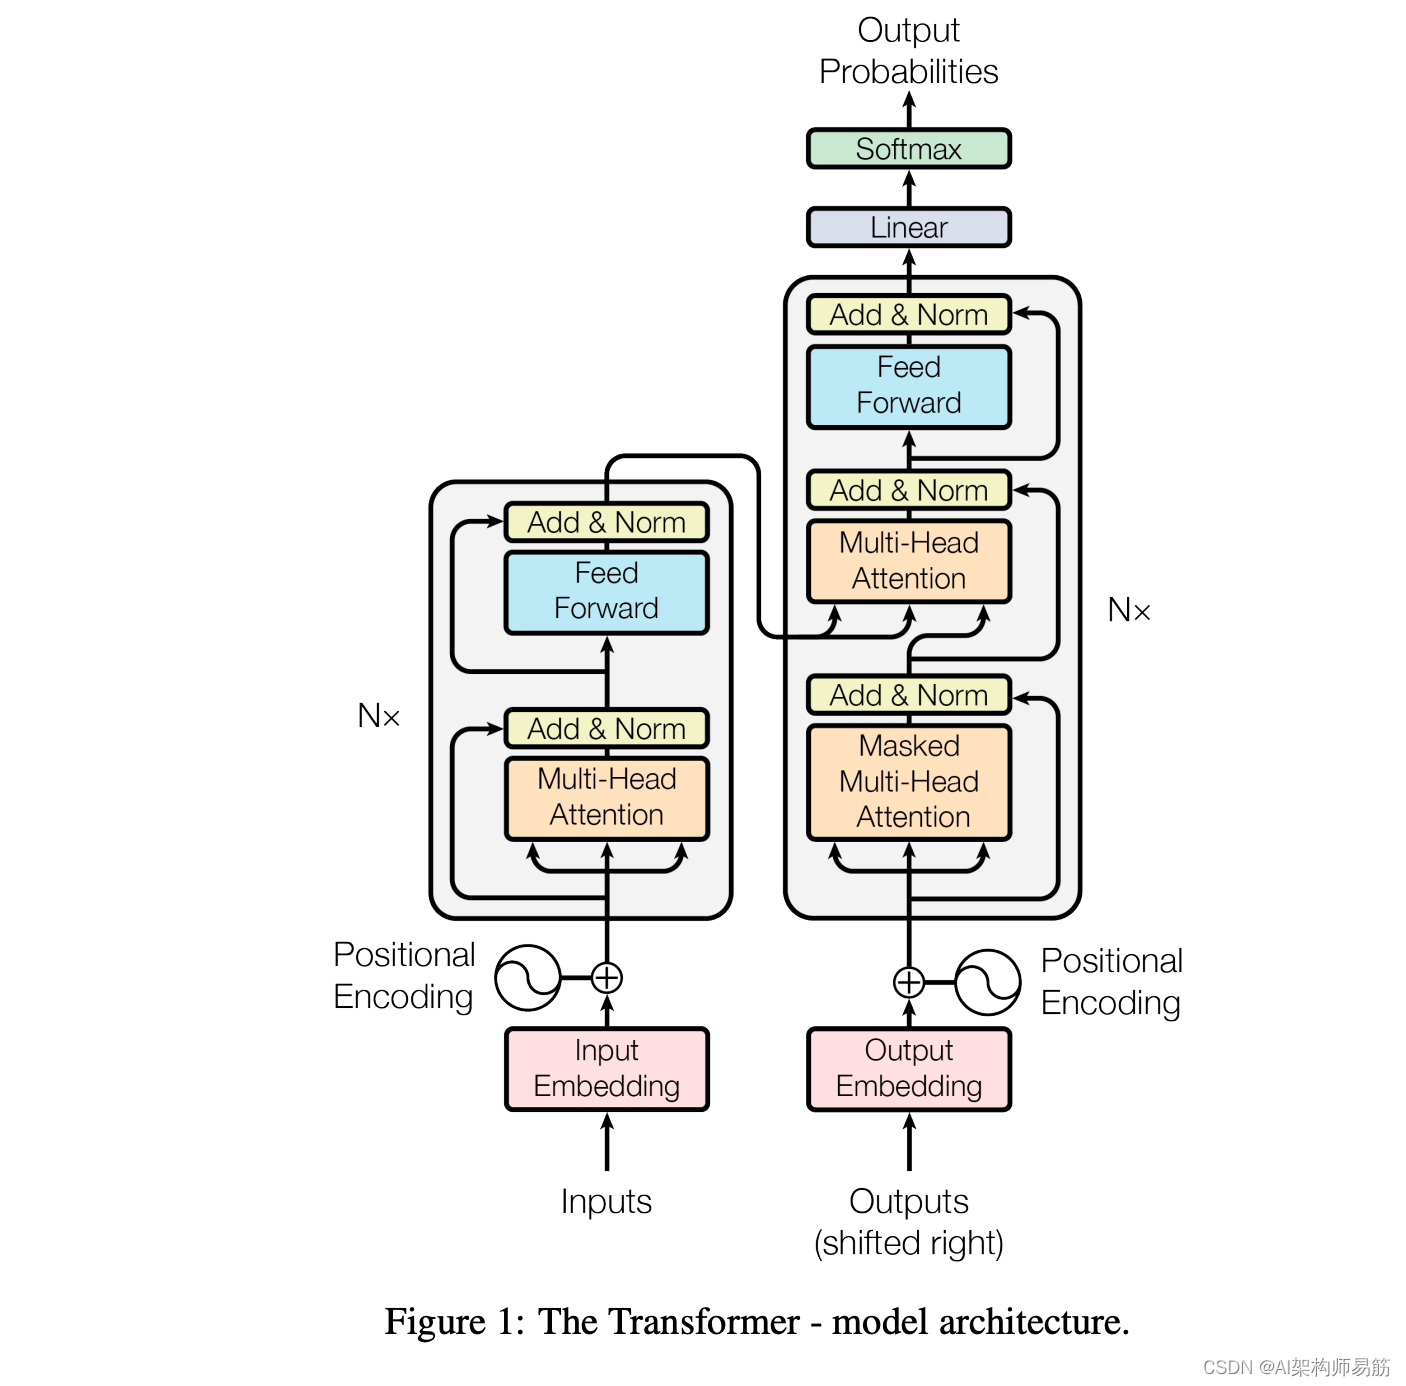 Output
Probabilities
Softmax
Linear
Add & Norm
Feed
Forward
Add & Norm
Multi-Head
Attention
Nx
Add & Norm
Masked
Multi-Head
Attention
Add & Norm
Feed
Forward
Nx
Add & Norm
Multi-Head
Attention
Positional
Encoding
Positional
Encoding
Input
Embedding
Output
Embedding
Inputs
Outputs
(shifted right)
Figure 1: The Transformer - model architecture.
CSDN @AI架构师易筋